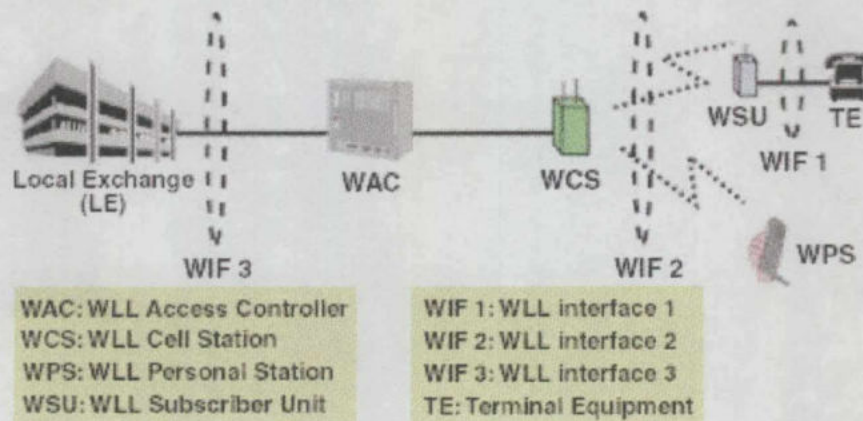 WSU
TE
WIF 1
Local Exchange
(LE)
WAC
WCS
WPS
WIF 3
WIF 2
WAC: WLL Access Controller
WCS: WLL Cell Station
WPS: WLL Personal Station
WSU: WLL Subscriber Unit
WIF 1: WLL interface 1
WIF 2: WLL interface 2
WIF 3: WLL interface 3
TE: Terminal Equipment